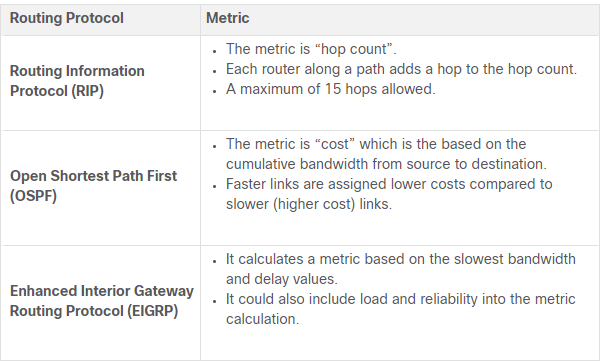 Routing Protocol
Metric
Routing Information
Protocol (RIP)
• The metric is “hop count”.
• Each router along a path adds a hop to the hop count.
• A maximum of 15 hops allowed.
Open Shortest Path First
(OSPF)
• The metric is “cost” which is the based on the
cumulative bandwidth from source to destination.
• Faster links are assigned lower costs compared to
slower (higher cost) links.
Enhanced Interior Gateway
Routing Protocol (EIGRP)
• It calculates a metric based on the slowest bandwidth
and delay values.
• It could also include load and reliability into the metric
calculation.